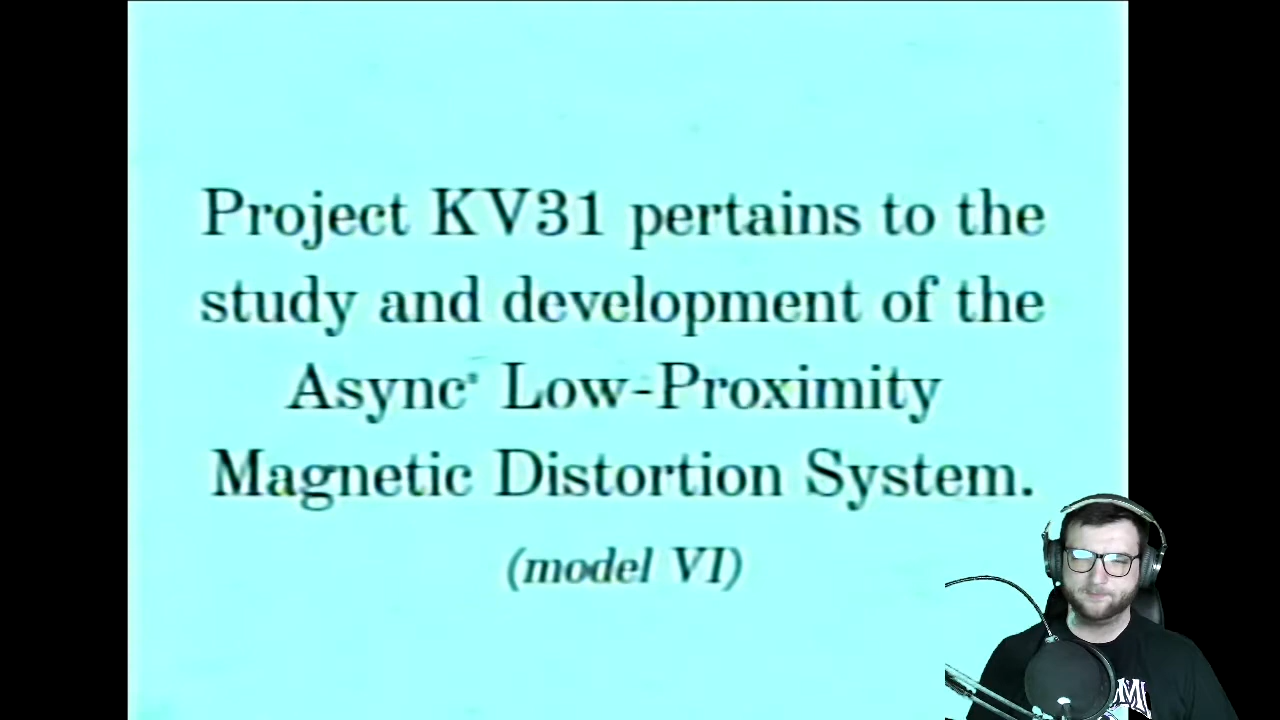 Project KV31 pertains to the
study and development of the
Async® Low-Proximity
Magnetic Distortion System.
(model VI)